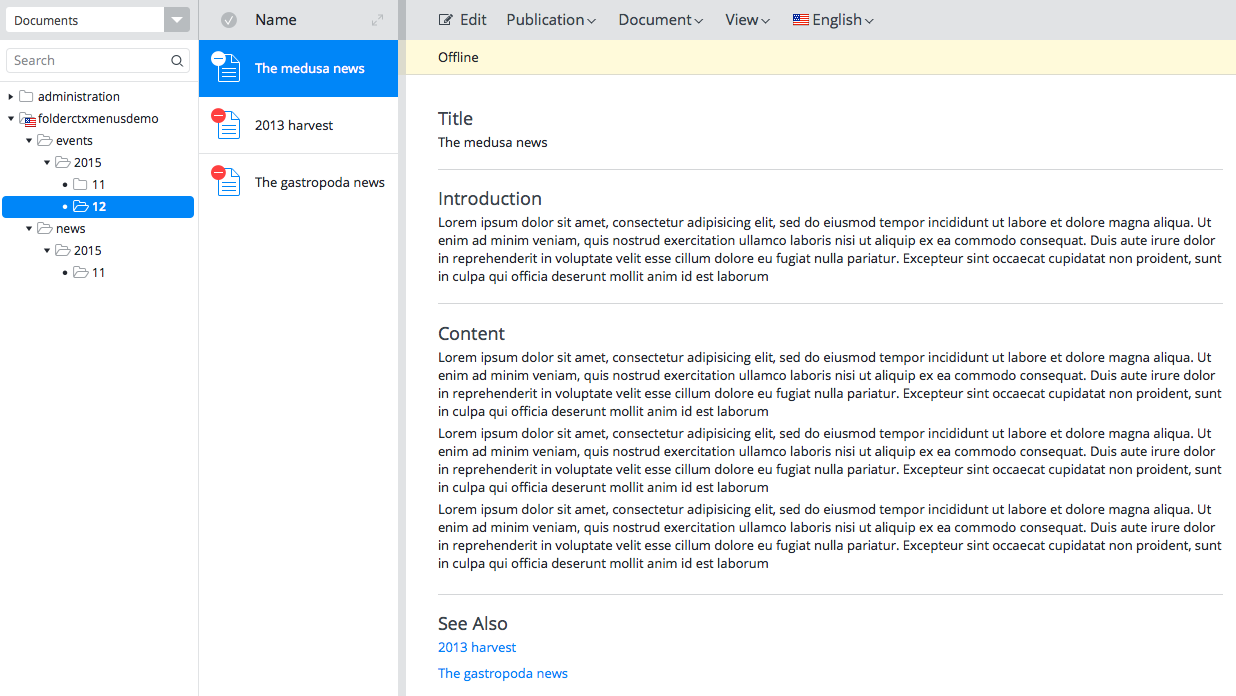 Documents
Search
administration
folderctxmenusdemo
events
2015
11
12
news
2015
11
Name
The medusa news
2013 harvest
The gastropoda news
Edit Publication Document View English
Offline
Title
The medusa news
Introduction
Lorem ipsum dolor sit amet, consectetur adipisicing elit, sed do eiusmod tempor incididunt ut labore et dolore magna aliqua. Ut
enim ad minim veniam, quis nostrud exercitation ullamco laboris nisi ut aliquip ex ea commodo consequat. Duis aute irure dolor
in reprehenderit in voluptate velit esse cillum dolore eu fugiat nulla pariatur. Excepteur sint occaecat cupidatat non proident, sunt
in culpa qui officia deserunt mollit anim id est laborum
Content
Lorem ipsum dolor sit amet, consectetur adipisicing elit, sed do eiusmod tempor incididunt ut labore et dolore magna aliqua. Ut
enim ad minim veniam, quis nostrud exercitation ullamco laboris nisi ut aliquip ex ea commodo consequat. Duis aute irure dolor
in reprehenderit in voluptate velit esse cillum dolore eu fugiat nulla pariatur. Excepteur sint occaecat cupidatat non proident, sunt
in culpa qui officia deserunt mollit anim id est laborum
Lorem ipsum dolor sit amet, consectetur adipisicing elit, sed do eiusmod tempor incididunt ut labore et dolore magna aliqua. Ut
enim ad minim veniam, quis nostrud exercitation ullamco laboris nisi ut aliquip ex ea commodo consequat. Duis aute irure dolor
in reprehenderit in voluptate velit esse cillum dolore eu fugiat nulla pariatur. Excepteur sint occaecat cupidatat non proident, sunt
in culpa qui officia deserunt mollit anim id est laborum
Lorem ipsum dolor sit amet, consectetur adipisicing elit, sed do eiusmod tempor incididunt ut labore et dolore magna aliqua. Ut
enim ad minim veniam, quis nostrud exercitation ullamco laboris nisi ut aliquip ex ea commodo consequat. Duis aute irure dolor
in reprehenderit in voluptate velit esse cillum dolore eu fugiat nulla pariatur. Excepteur sint occaecat cupidatat non proident, sunt
in culpa qui officia deserunt mollit anim id est laborum
See Also
2013 harvest
The gastropoda news